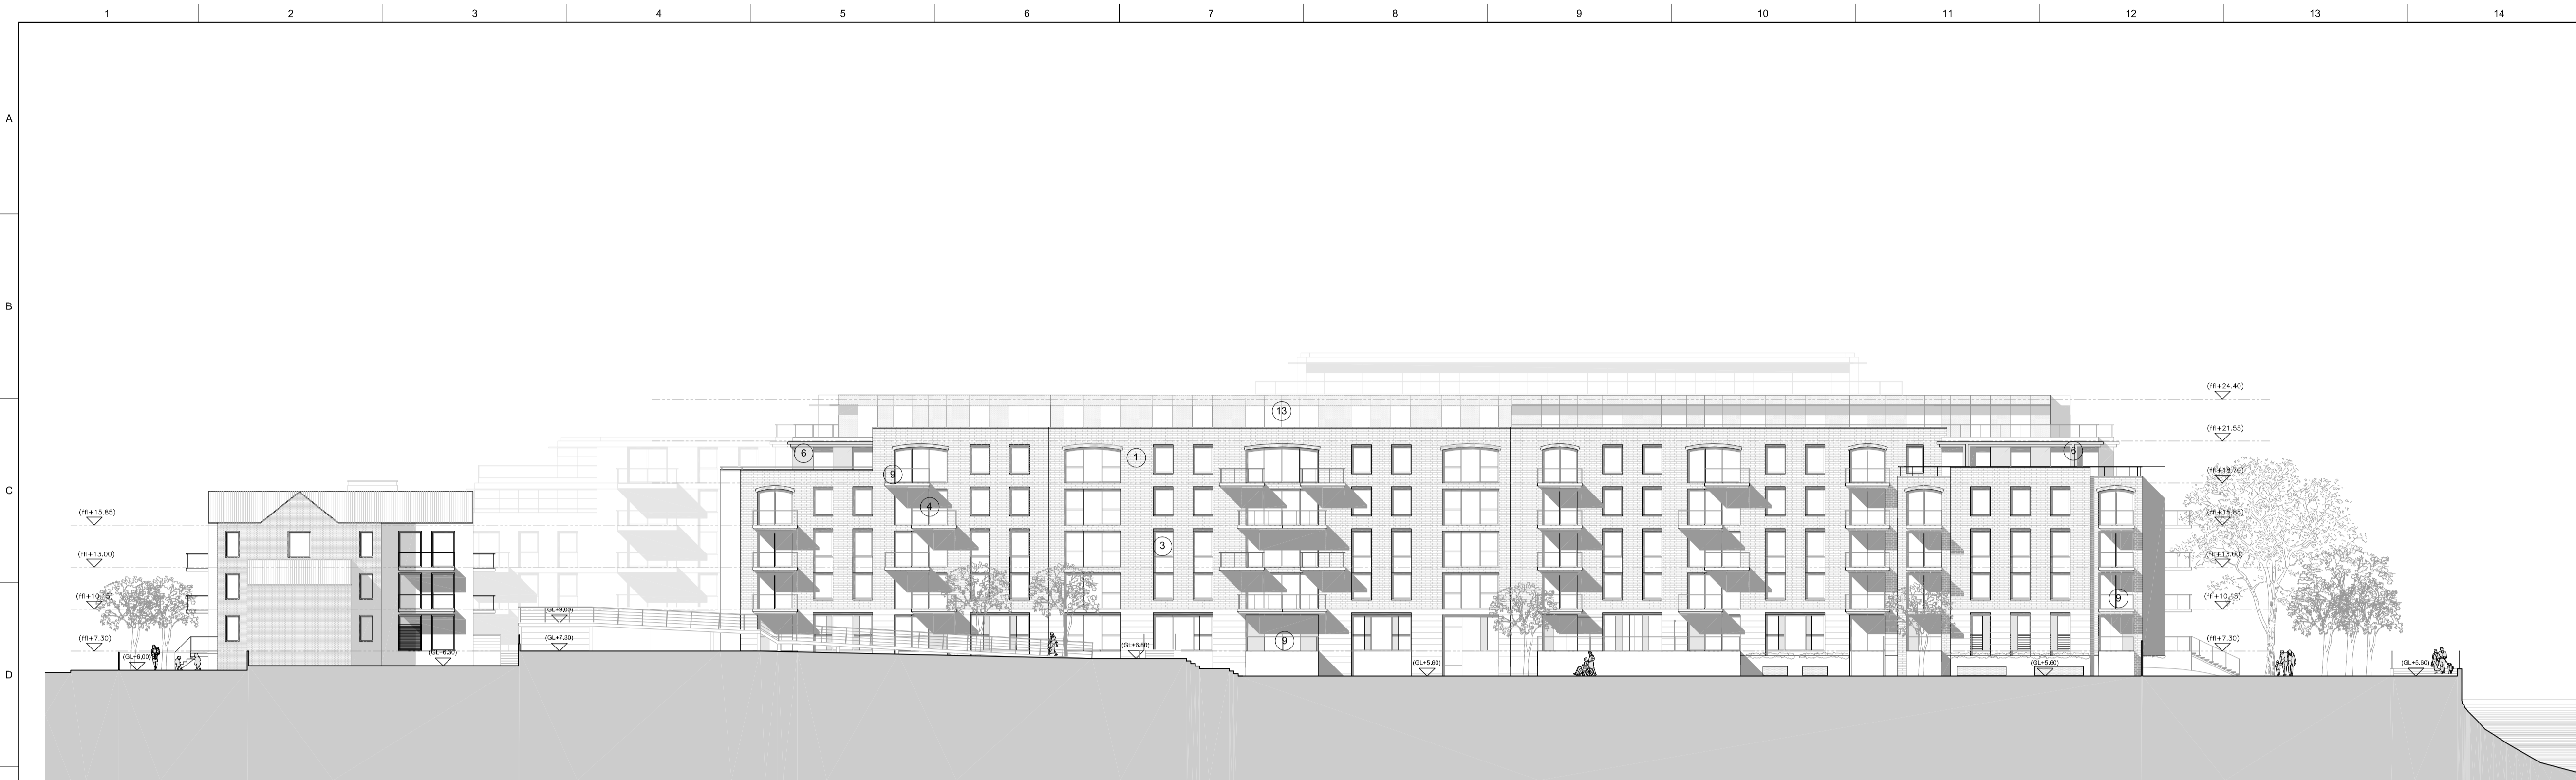 1 2 3 4 5 6 7 8 9 10 11 12 13 14
A
B
(ffl+24.40)
13
(ffl+21.55)
6
1
6
9
(ffl+18.70)
C
4
(ffl+15.85)
(ffl+15.85)
3
(ffl+13.00)
(ffl+13.00)
(ffl+10.15)
9
(ffl+10.15)
(GL+9.00)
(ffl+7.30)
(GL+7.30)
9
(ffl+7.30)
(GL+6.80)
(GL+6.00)
(GL+6.30)
(GL+5.60)
(GL+5.60)
(GL+5.60)
D